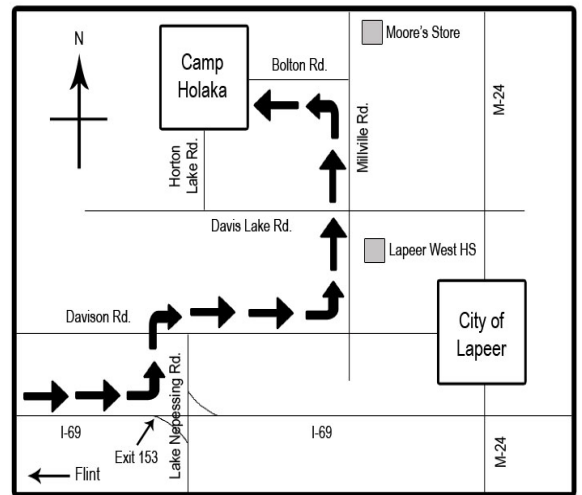 N
Camp
Holaka
Bolton Rd.
Moore's Store
M-24
Millville Rd.
Horton
Lake Rd.
Davis Lake Rd.
Lapeer West HS
Davison Rd.
City of
Lapeer
Lake Nepessing Rd.
I-69
Exit 153
I-69
M-24
Flint